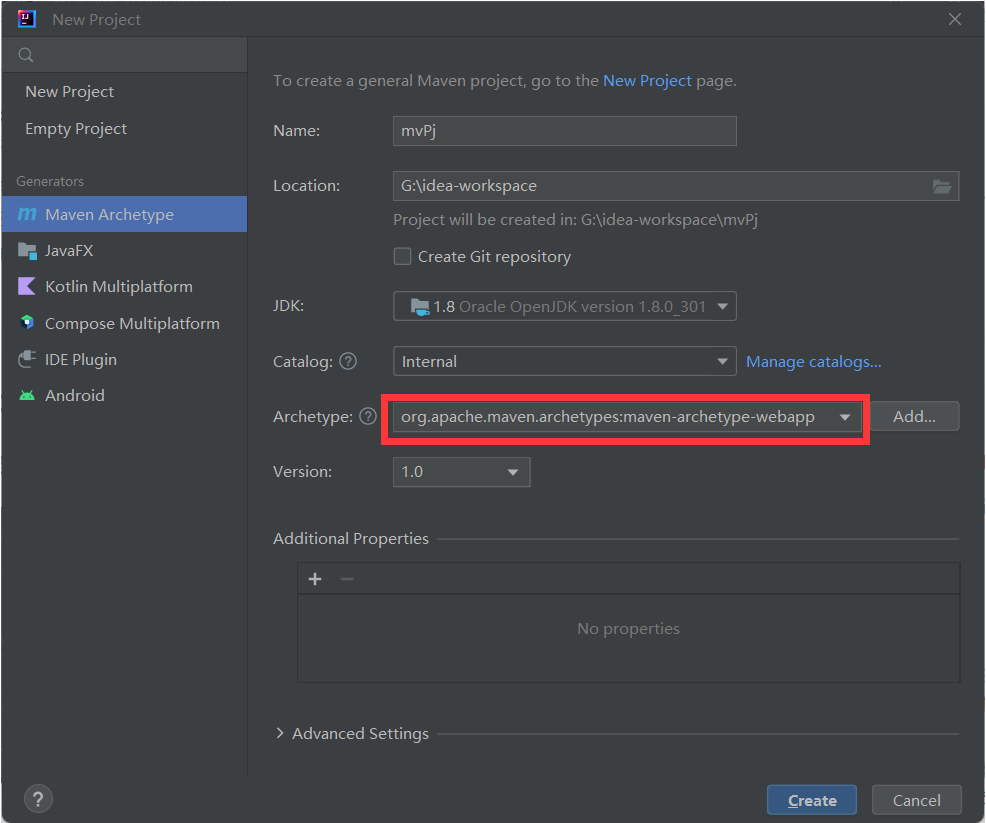 New Project
New Project
Empty Project
Generators
Maven Archetype
JavaFX
Kotlin Multiplatform
Compose Multiplatform
IDE Plugin
Android
To create a general Maven project, go to the New Project page.
Name: mvPj
Location: G:\idea-workspace
Project will be created in: G:\idea-workspace\mvPj
Create Git repository
JDK: 1.8 Oracle OpenJDK version 1.8.0_301
Catalog: ? Internal Manage catalogs...
Archetype: ? org.apache.maven.archetypes:maven-archetype-webapp Add...
Version: 1.0
Additional Properties
+ −
No properties
> Advanced Settings
? Create Cancel